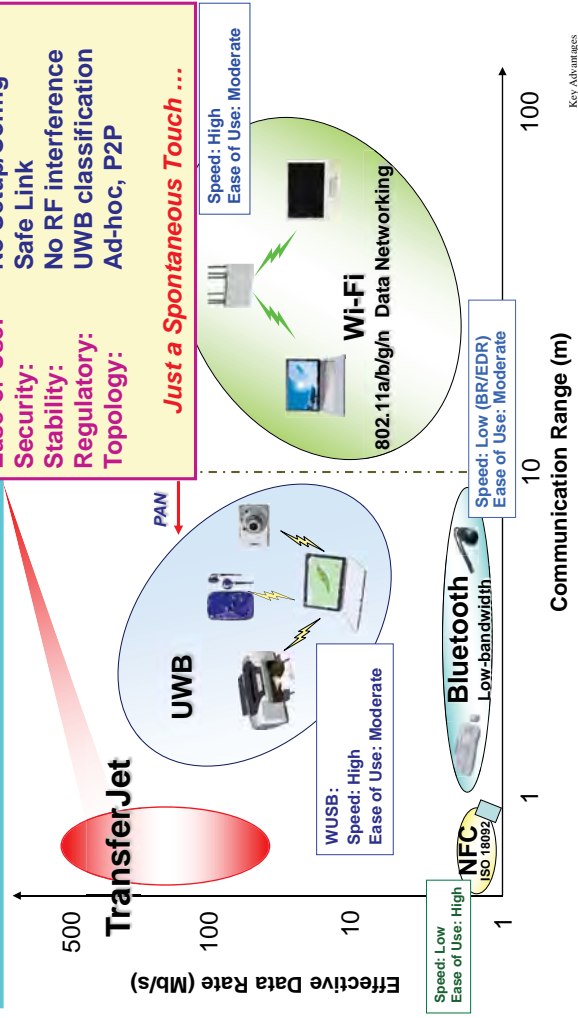 Security: Safe Link
Stability: No RF interference
Regulatory: UWB classification
Topology: Ad-hoc, P2P
Just a Spontaneous Touch ...
Speed: High
Ease of Use: Moderate
PAN
500
TransferJet
100
10
1
Effective Data Rate (Mb/s)
UWB
WUSB:
Speed: High
Ease of Use: Moderate
Wi-Fi
802.11a/b/g/n Data Networking
Speed: Low
Ease of Use: High
NFC
ISO 18092
Bluetooth
Low-bandwidth
Speed: Low (BR/EDR)
Ease of Use: Moderate
1
10
100
Communication Range (m)
Key Advantages